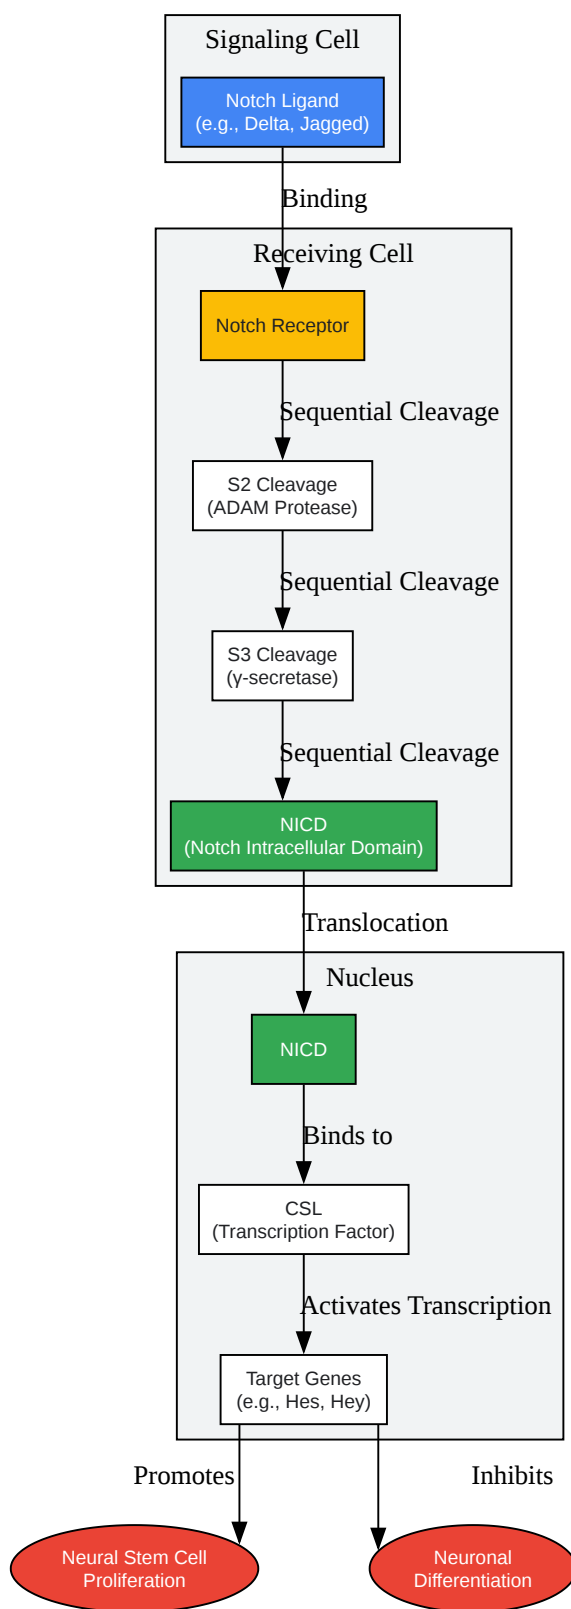 Signaling Cell
Notch Ligand
(e.g., Delta, Jagged)
Binding
Receiving Cell
Notch Receptor
Sequential Cleavage
S2 Cleavage
(ADAM Protease)
Sequential Cleavage
S3 Cleavage
(γ-secretase)
Sequential Cleavage
NICD
(Notch Intracellular Domain)
Translocation
Nucleus
NICD
Binds to
CSL
(Transcription Factor)
Activates Transcription
Target Genes
(e.g., Hes, Hey)
Promotes
Inhibits
Neural Stem Cell
Proliferation
Neuronal
Differentiation